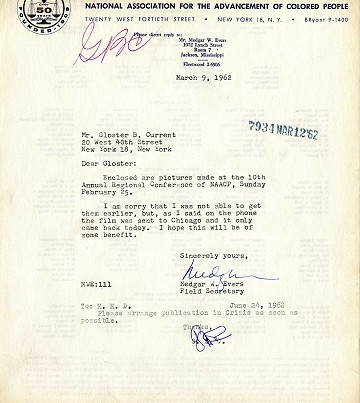 50
YEARS
FOUNDED 1909
NATIONAL ASSOCIATION FOR THE ADVANCEMENT OF COLORED PEOPLE
TWENTY WEST FORTIETH STREET • NEW YORK 18, N. Y. • BRyant 9-1400
Please direct reply to:
Mr. Medgar W. Evers
1072 Lynch Street
Room 7
Jackson, Mississippi
Fleetwood 3-6906
GBC
March 9, 1962
7934 MAR 12 '62
Mr. Gloster B. Current
20 West 40th Street
New York 18, New York
Dear Gloster:
Enclosed are pictures made at the 10th
Annual Regional Conference of NAACP, Sunday
February 25.
I am sorry that I was not able to get
them earlier, but, as I said on the phone
the film was sent to Chicago and it only
came back today. I hope this will be of
some benefit.
Sincerely yours,
Medgar W. Evers
Field Secretary
MWE:lll
To: H. M. D. June 24, 1962
Please arrange publication in Crisis as soon as
possible.
Thanks,